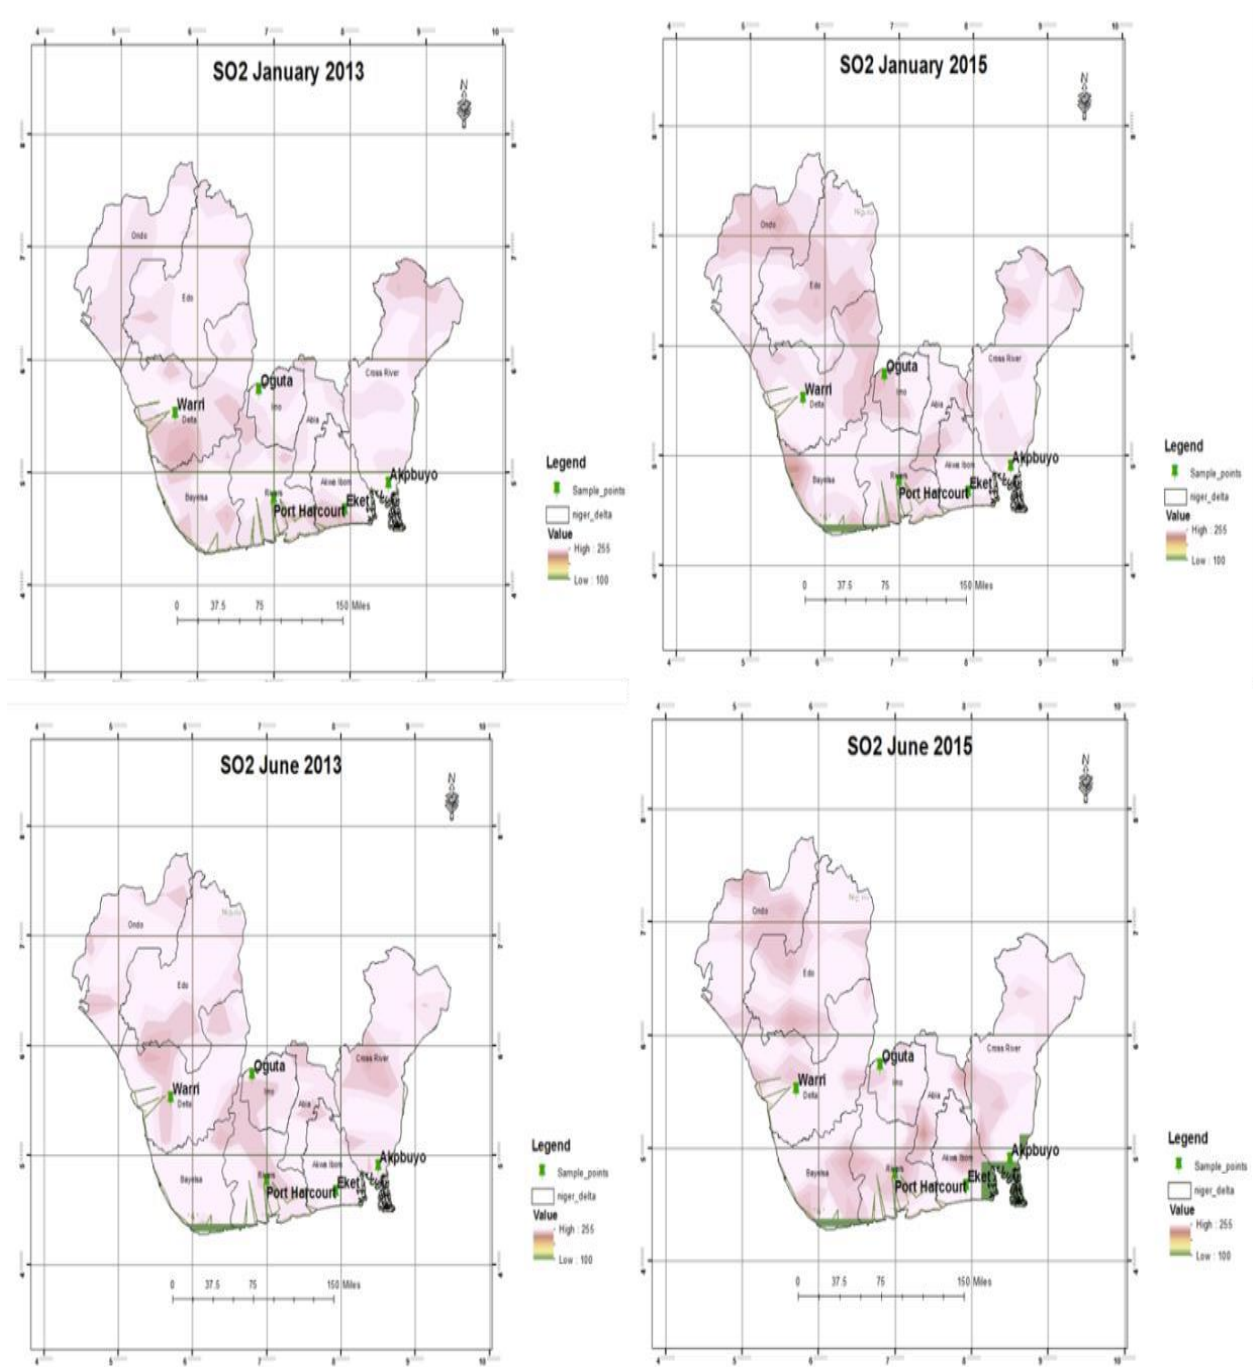 SO2 January 2013
N
Ondo
Edo
Cross River
Oguta
Imo
Warri
Delta
Abia
Akpbuyo
Akwa Ibom
Bayelsa
Rivers
Eket
Port Harcourt
Legend
Sample_points
niger_delta
Value
High : 255
Low : 100
0 37.5 75 150 Miles
SO2 January 2015
N
Ondo
Edo
Cross River
Oguta
Imo
Warri
Delta
Abia
Akpbuyo
Akwa Ibom
Bayelsa
Rivers
Eket
Port Harcourt
Legend
Sample_points
niger_delta
Value
High : 255
Low : 100
0 37.5 75 150 Miles
SO2 June 2013
N
Ondo
Edo
Cross River
Oguta
Imo
Warri
Delta
Abia
Akpbuyo
Akwa Ibom
Bayelsa
Rivers
Eket
Port Harcourt
Legend
Sample_points
niger_delta
Value
High : 255
Low : 100
0 37.5 75 150 Miles
SO2 June 2015
N
Ondo
Edo
Cross River
Oguta
Imo
Warri
Delta
Abia
Akpbuyo
Akwa Ibom
Bayelsa
Rivers
Eket
Port Harcourt
Legend
Sample_points
niger_delta
Value
High : 255
Low : 100
0 37.5 75 150 Miles